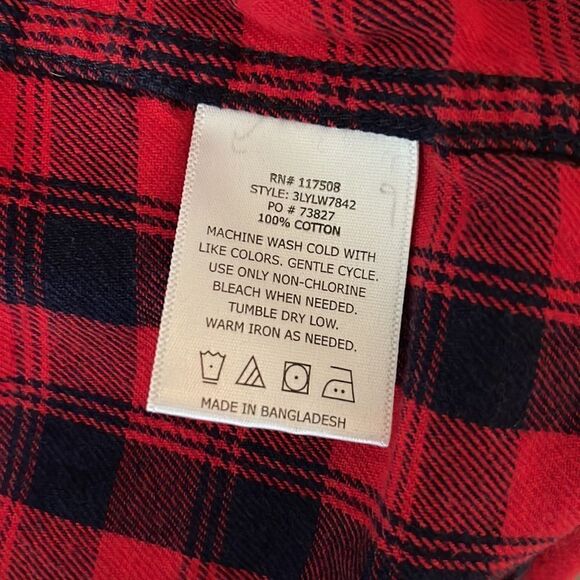 RN# 117508
STYLE: 3LYLW7842
PO # 73827
100% COTTON
MACHINE WASH COLD WITH
LIKE COLORS. GENTLE CYCLE.
USE ONLY NON-CHLORINE
BLEACH WHEN NEEDED.
TUMBLE DRY LOW.
WARM IRON AS NEEDED.
MADE IN BANGLADESH